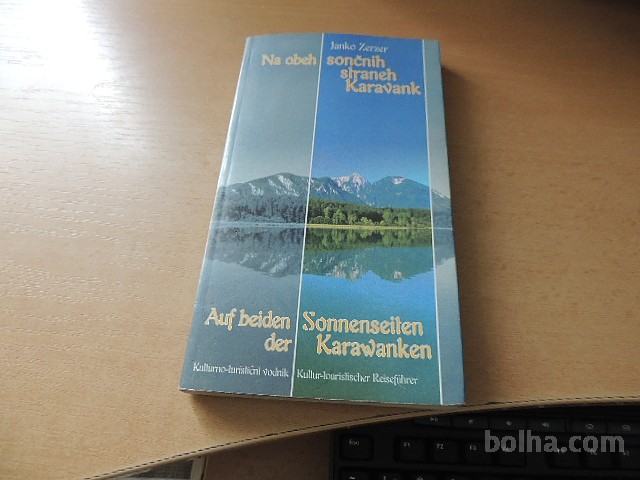 Janko Zerzer
Na obeh sončnih
straneh
Karavank
Auf beiden Sonnenseiten
der Karawanken
Kulturno-turistični vodnik Kultur-touristischer Reiseführer
bolha.com